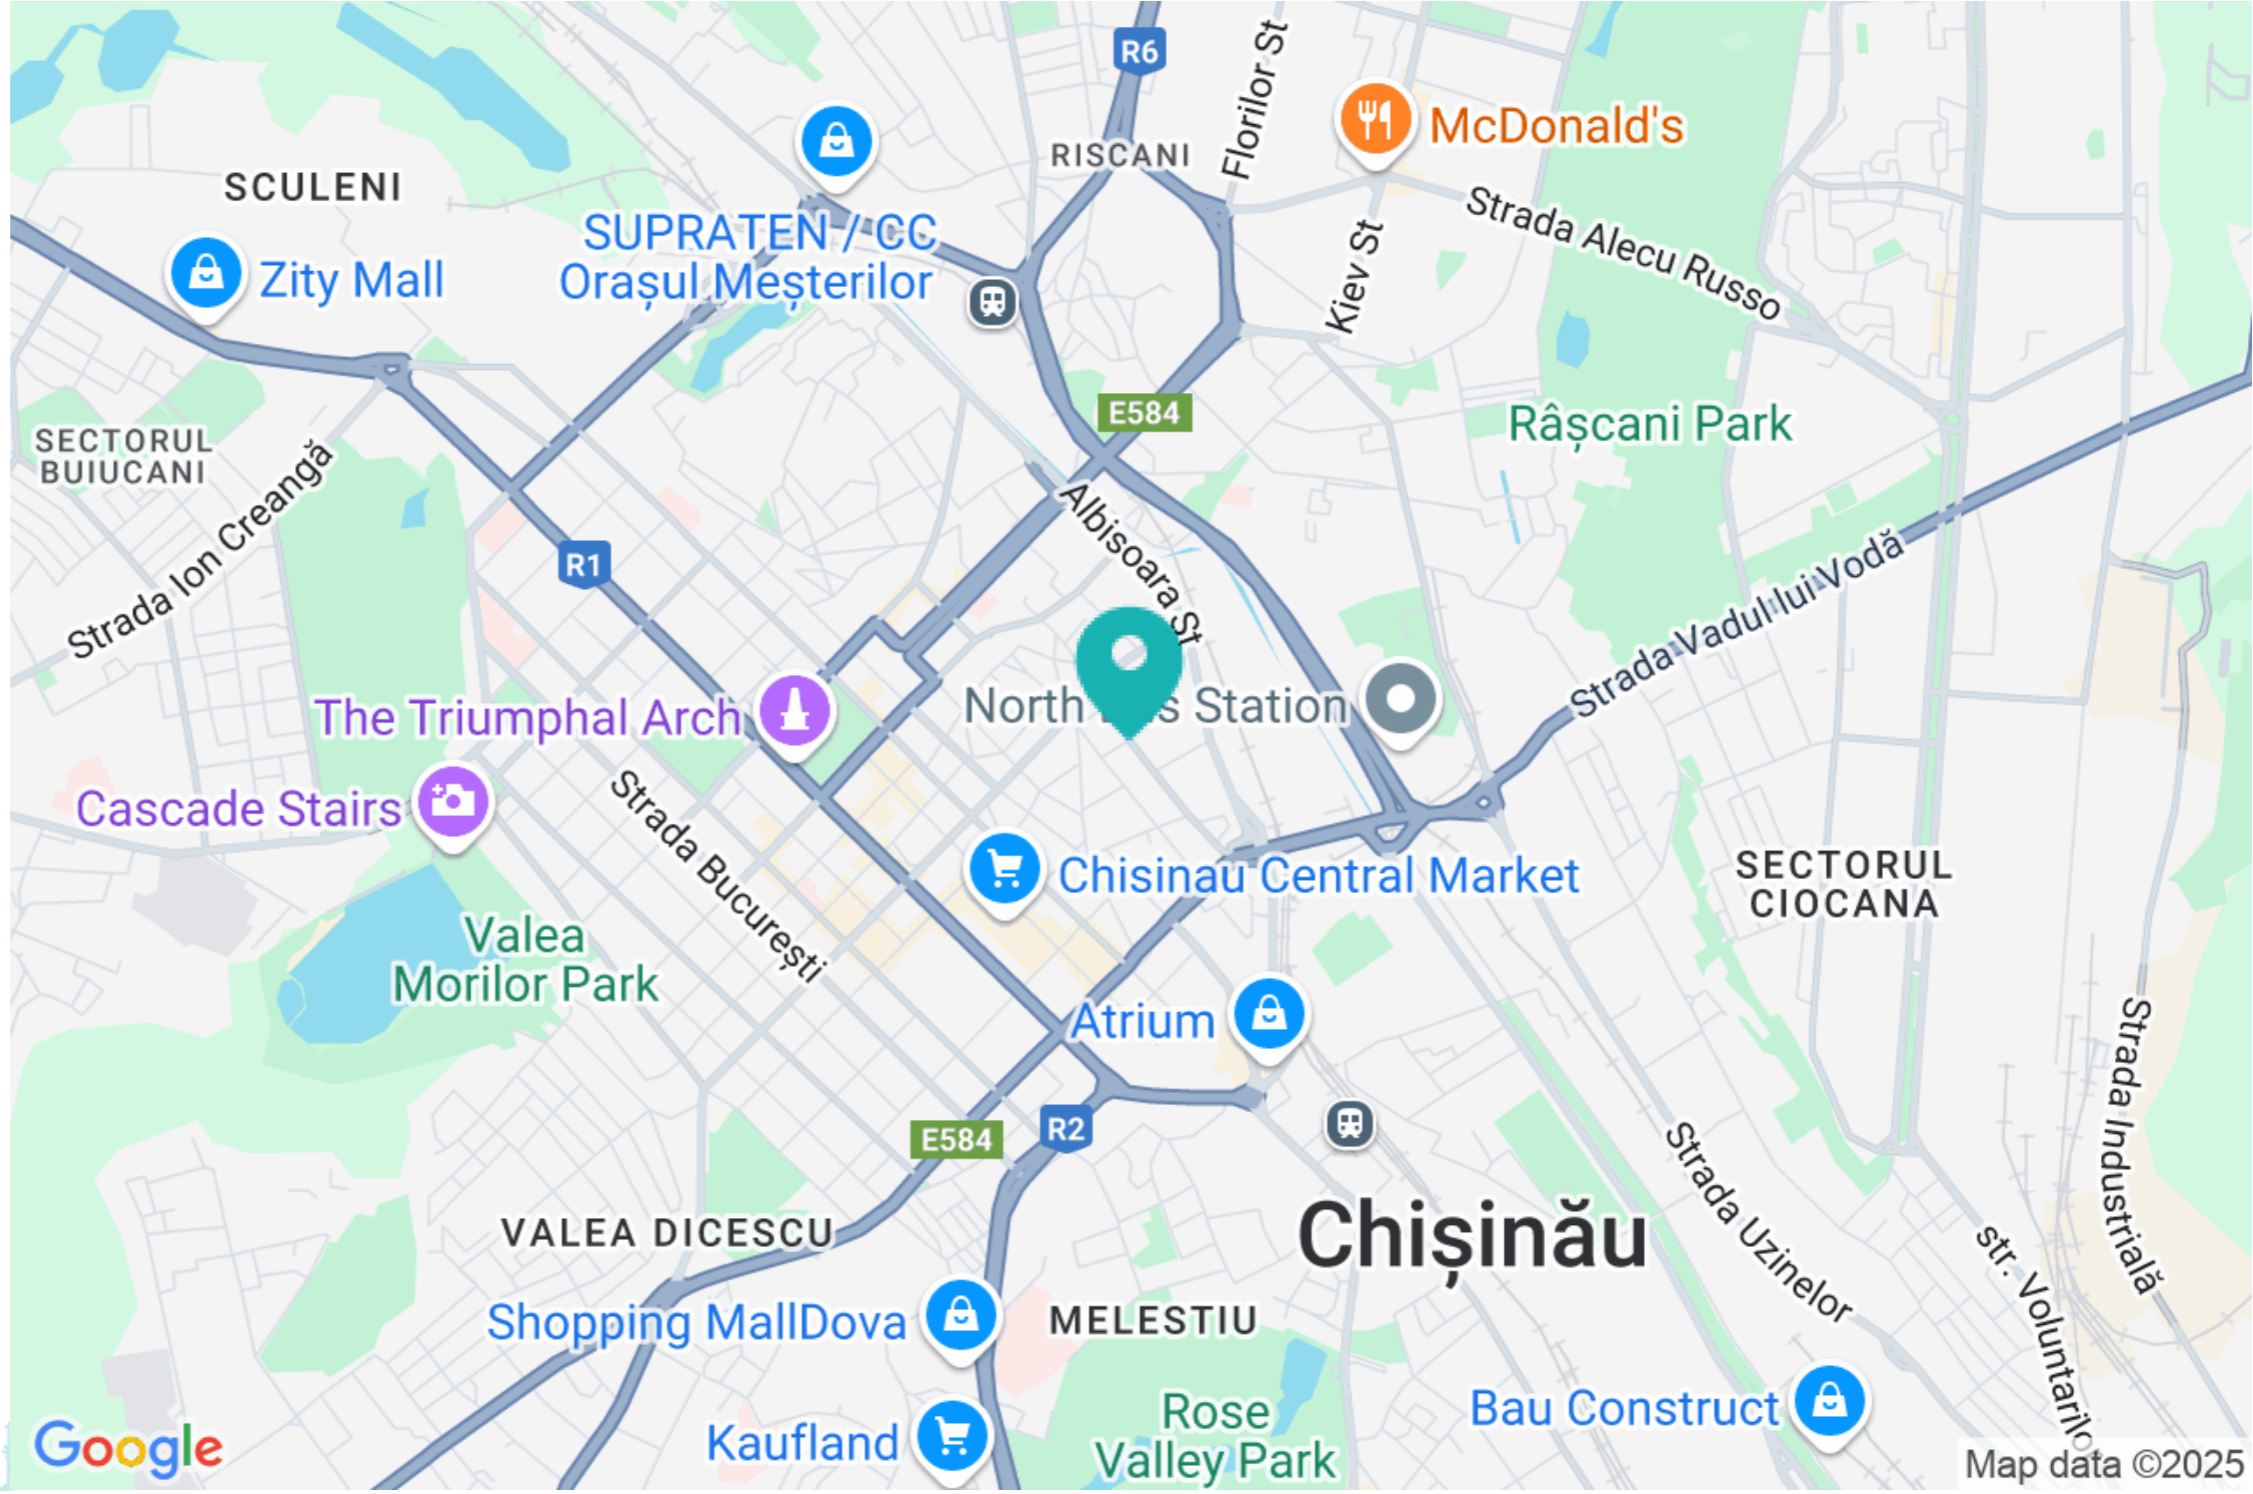 R6
Florilor St
McDonald's
RISCANI
SCULENI
SUPRATEN / CC
Orașul Meșterilor
Strada Alecu Russo
Zity Mall
Kiev St
E584
Râșcani Park
SECTORUL
BUIUCANI
Strada Ion Creangă
Albisoara St
R1
Strada Vadul lui Vodă
The Triumphal Arch
North Station
Cascade Stairs
Strada București
Chisinau Central Market
SECTORUL
CIOCANA
Valea
Morilor Park
Atrium
Strada Industrială
E584
R2
Strada Uzinelor
VALEA DICESCU
Chișinău
str. Voluntarilo
Shopping MallDova
MELESTIU
Rose
Valley Park
Bau Construct
Kaufland
Google
Map data ©2025